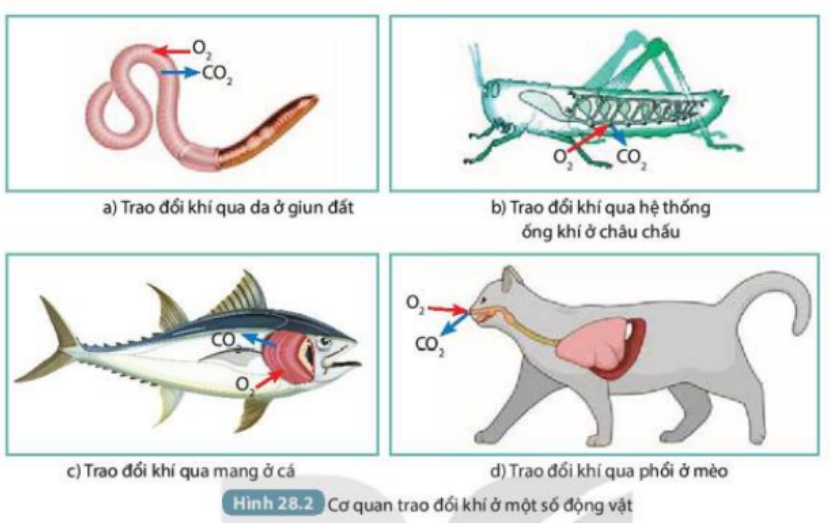 O₂
CO₂
a) Trao đổi khí qua da ở giun đất
O₂ CO₂
b) Trao đổi khí qua hệ thống
ống khí ở châu chấu
CO₂
O₂
c) Trao đổi khí qua mang ở cá
O₂
CO₂
d) Trao đổi khí qua phổi ở mèo
Hình 28.2 Cơ quan trao đổi khí ở một số động vật